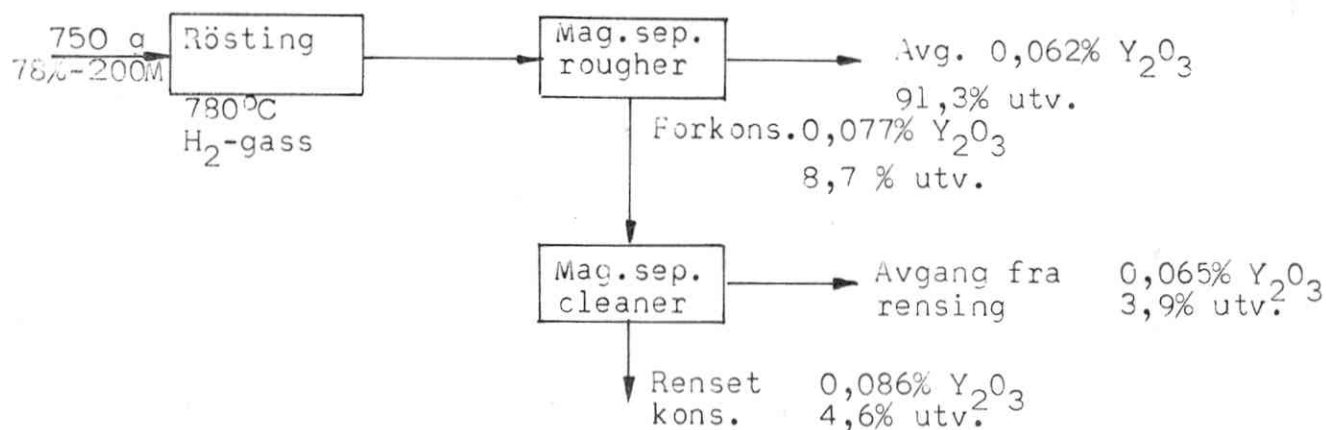 750 g
78%-200M
Rösting
780°C
H₂-gass
Mag.sep.
rougher
Avg. 0,062% Y₂O₃
91,3% utv.
Forkons. 0,077% Y₂O₃
8,7 % utv.
Mag.sep.
cleaner
Avgang fra 0,065% Y₂O₃
rensing 3,9% utv.
Renset 0,086% Y₂O₃
kons. 4,6% utv.